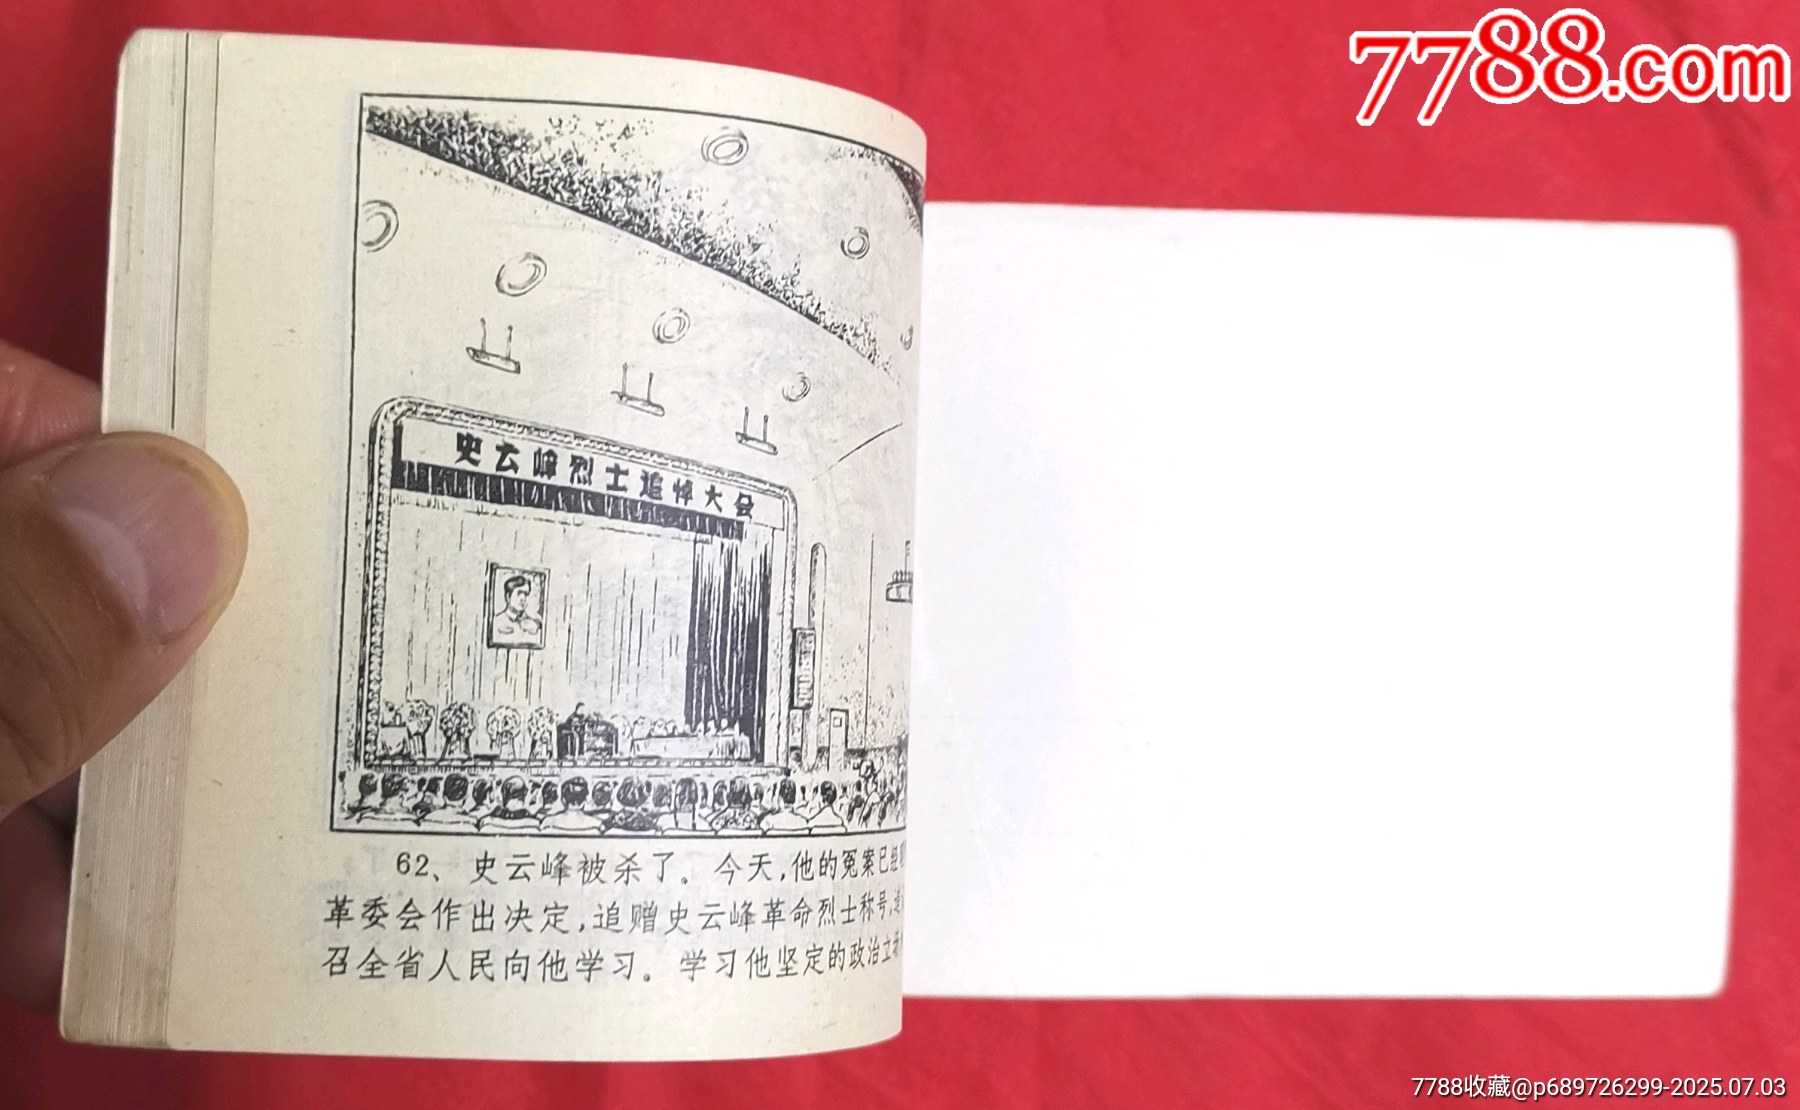 7788.com
史云峰烈士追悼大会
62、史云峰被杀了。今天,他的冤案已经
革委会作出决定,追赠史云峰革命烈士称号,
召全省人民向他学习。学习他坚定的政治立
7788收藏@p689726299-2025.07.03